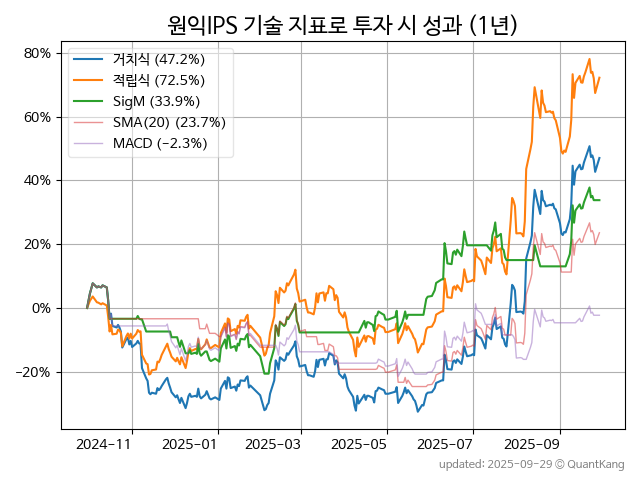 원익IPS 기술 지표로 투자 시 성과 (1년)
80%
60%
40%
20%
0%
−20%
거치식 (47.2%)
적립식 (72.5%)
SigM (33.9%)
SMA(20) (23.7%)
MACD (−2.3%)
2024-11
2025-01
2025-03
2025-05
2025-07
2025-09
updated: 2025-09-29 © QuantKang